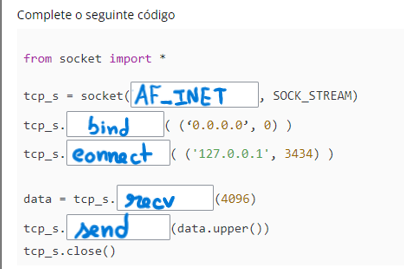 Complete o seguinte código
from socket import *
tcp_s = socket(AF_INET, SOCK_STREAM)
tcp_s.bind( (‘0.0.0.0’, 0) )
tcp_s.connect( ('127.0.0.1', 3434) )
data = tcp_s.recv(4096)
tcp_s.send(data.upper())
tcp_s.close()